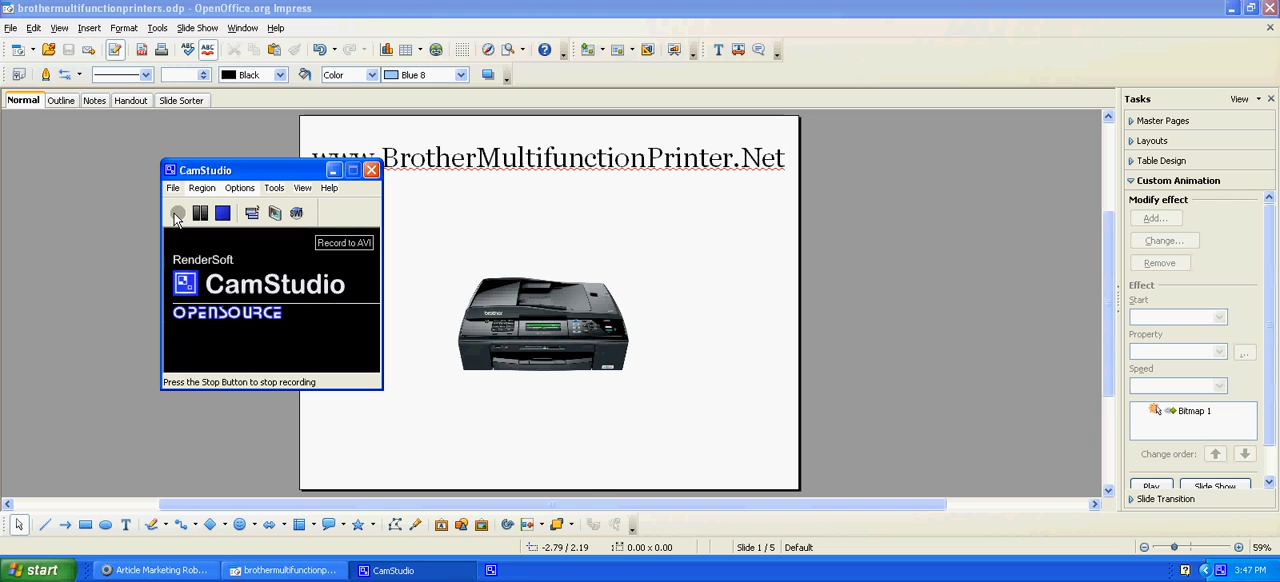 brothermultifunctionprinters.odp - OpenOffice.org Impress
File Edit View Insert Format Tools Slide Show Window Help
Black Color Blue 8
Normal Outline Notes Handout Slide Sorter
Tasks View
Master Pages
Layouts
Table Design
Custom Animation
Modify effect
Add...
Change...
Remove
Effect
Start
Property
...
Speed
Bitmap 1
Change order:
Play Slide Show
Slide Transition
www.BrotherMultifunctionPrinter.Net
brother
CamStudio
File Region Options Tools View Help
Record to AVI
RenderSoft
CamStudio
OPENSOURCE
Press the Stop Button to stop recording
-2.79 / 2.19 0.00 x 0.00 Slide 1 / 5 Default 59%
start Article Marketing Rob... brothermultifunctionp... CamStudio 3:47 PM